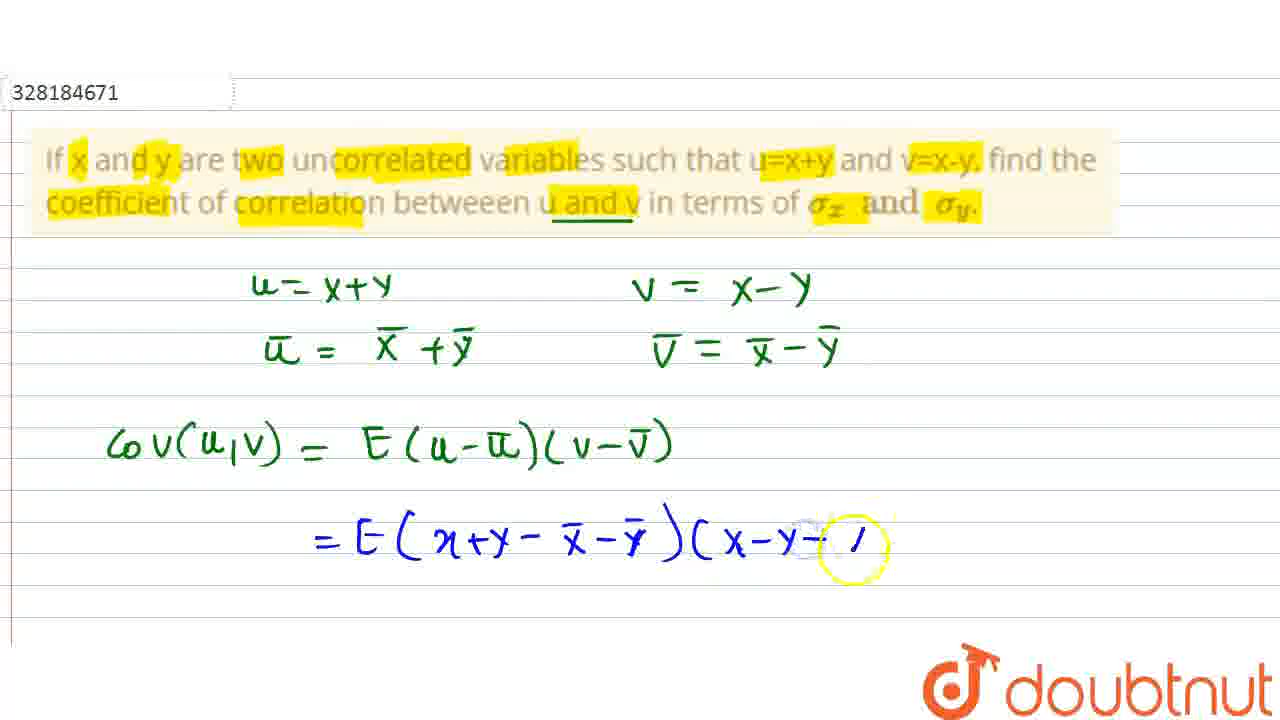 328184671
If x and y are two uncorrelated variables such that u=x+y and v=x-y. find the
coefficient of correlation betweeen u and v in terms of σₓ and σᵧ.
u = x+y v = x-y
ū = x̄ + ȳ v̄ = x̄ - ȳ
Cov(u,v) = E(u-ū)(v-v̄)
= E(x+y-x̄-ȳ)(x-y-
doubtnut